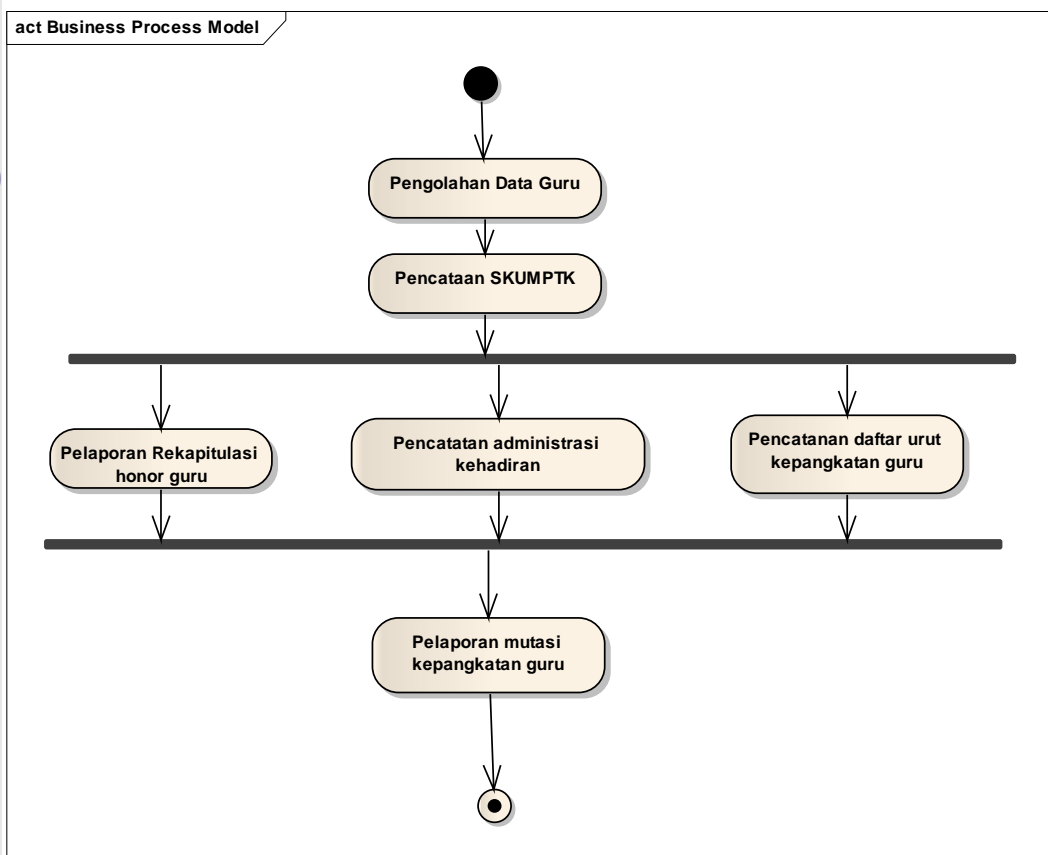 act Business Process Model
Pengolahan Data Guru
Pencataan SKUMPTK
Pelaporan Rekapitulasi
honor guru
Pencatatan administrasi
kehadiran
Pencatanan daftar urut
kepangkatan guru
Pelaporan mutasi
kepangkatan guru